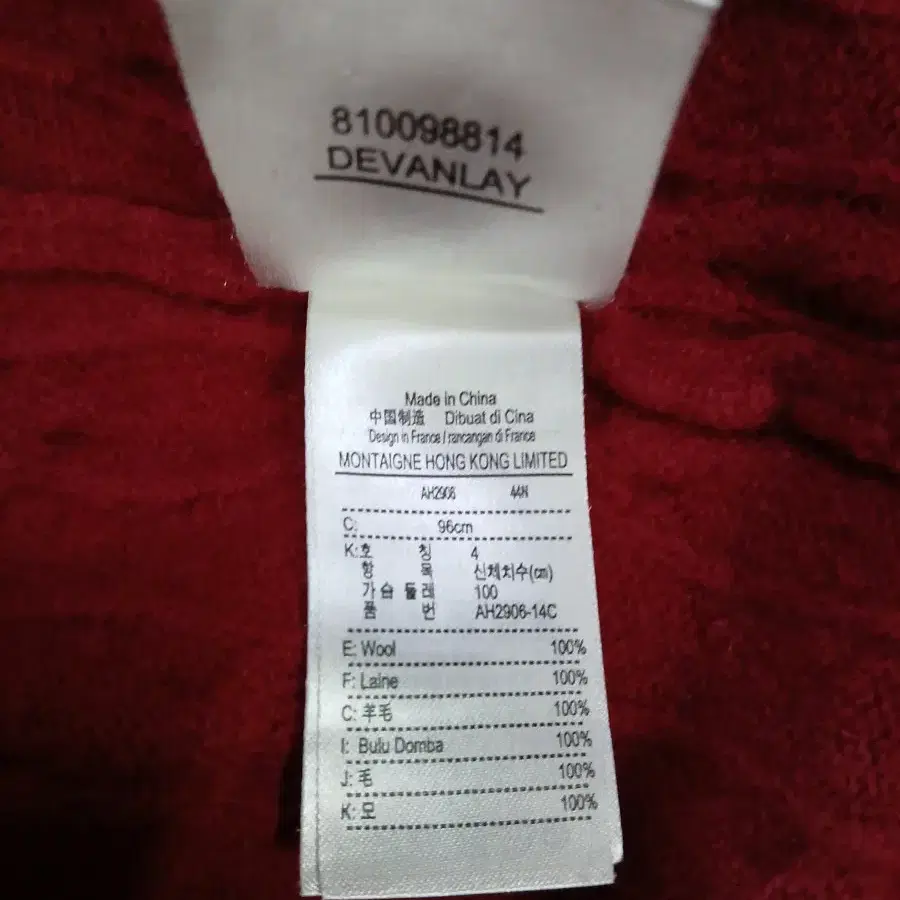 810098814
DEVANLAY
Made in China
中国制造 Dibuat di Cina
Design in France / rancangan di France
MONTAIGNE HONG KONG LIMITED
AH2906 44N
C: 96cm
K:호 칭 4
항 목 신체치수(㎝)
가슴 둘레 100
품 번 AH2906-14C
E: Wool 100%
F: Laine 100%
C: 羊毛 100%
I: Bulu Domba 100%
J: 毛 100%
K: 모 100%